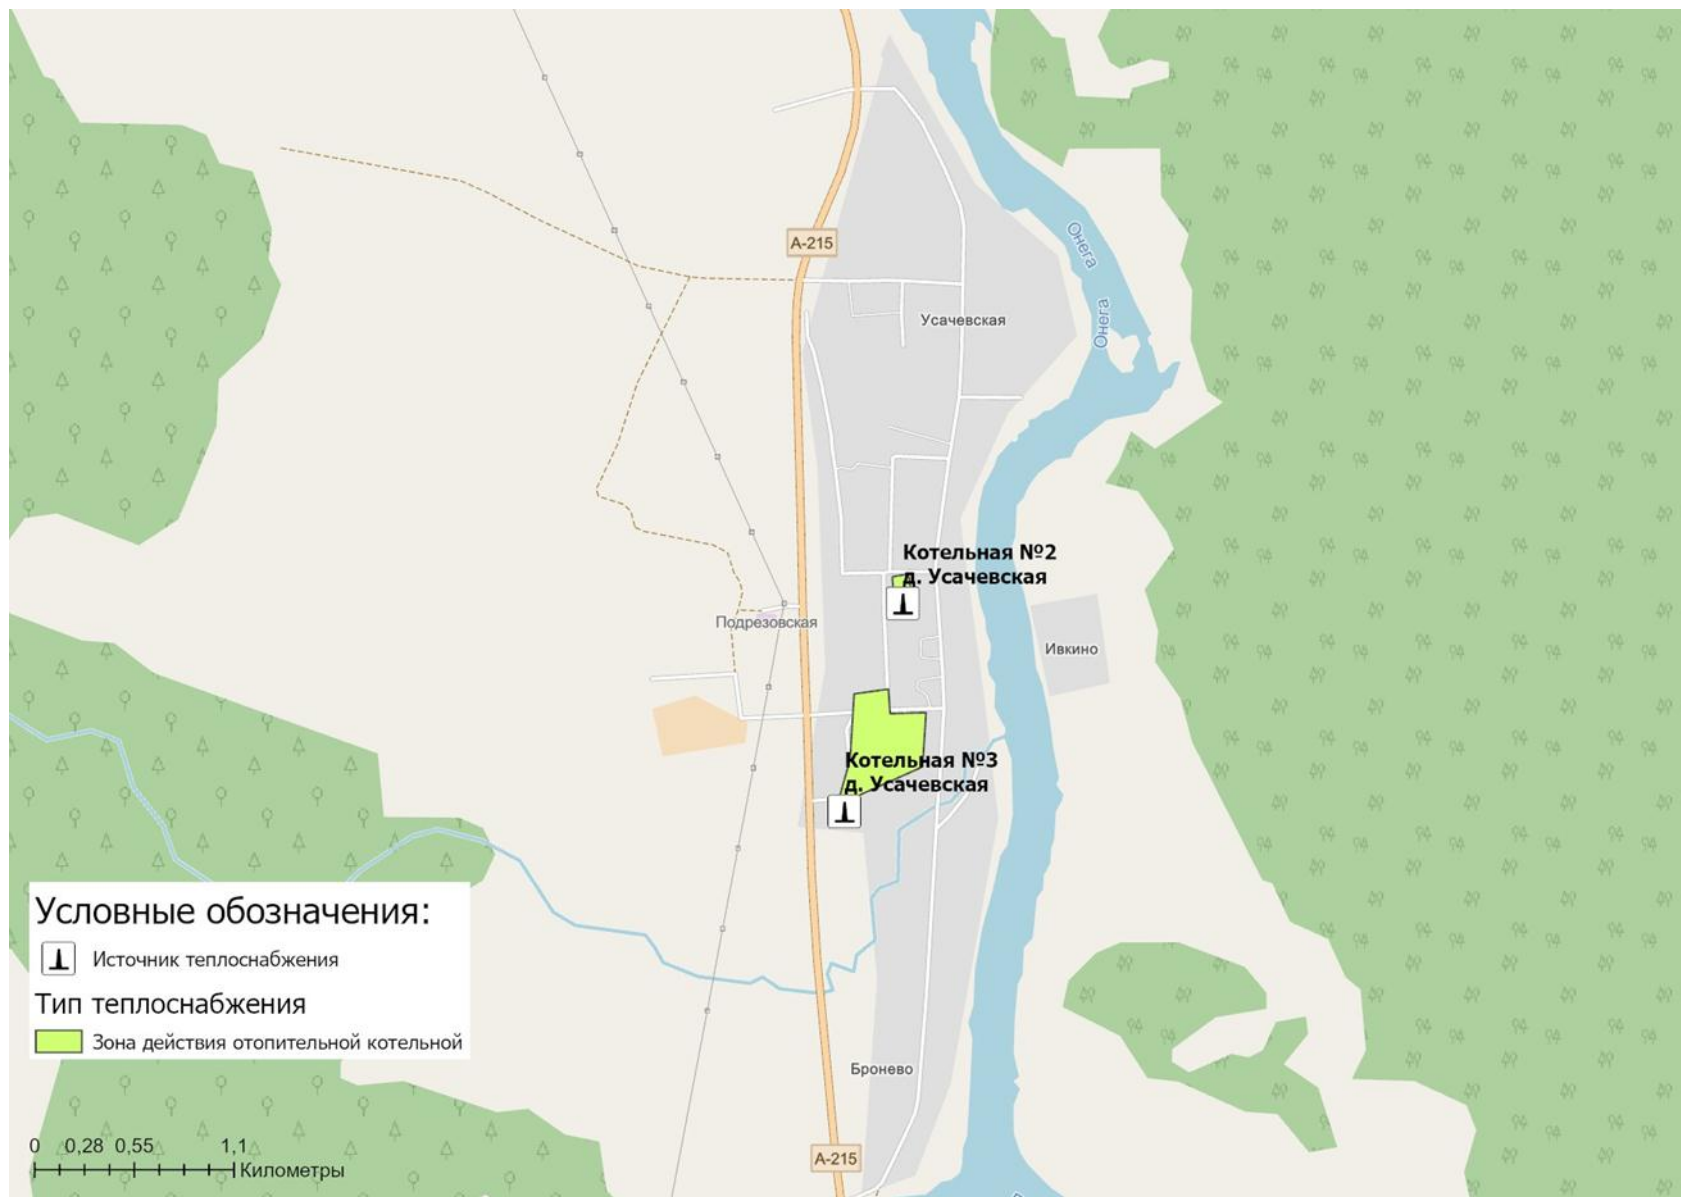 А-215
Онега
Онега
Усачевская
Котельная №2
д. Усачевская
Подрезовская
Ивкино
Котельная №3
д. Усачевская
Условные обозначения:
Источник теплоснабжения
Тип теплоснабжения
Зона действия отопительной котельной
Бронево
0 0,28 0,55 1,1
Километры
А-215